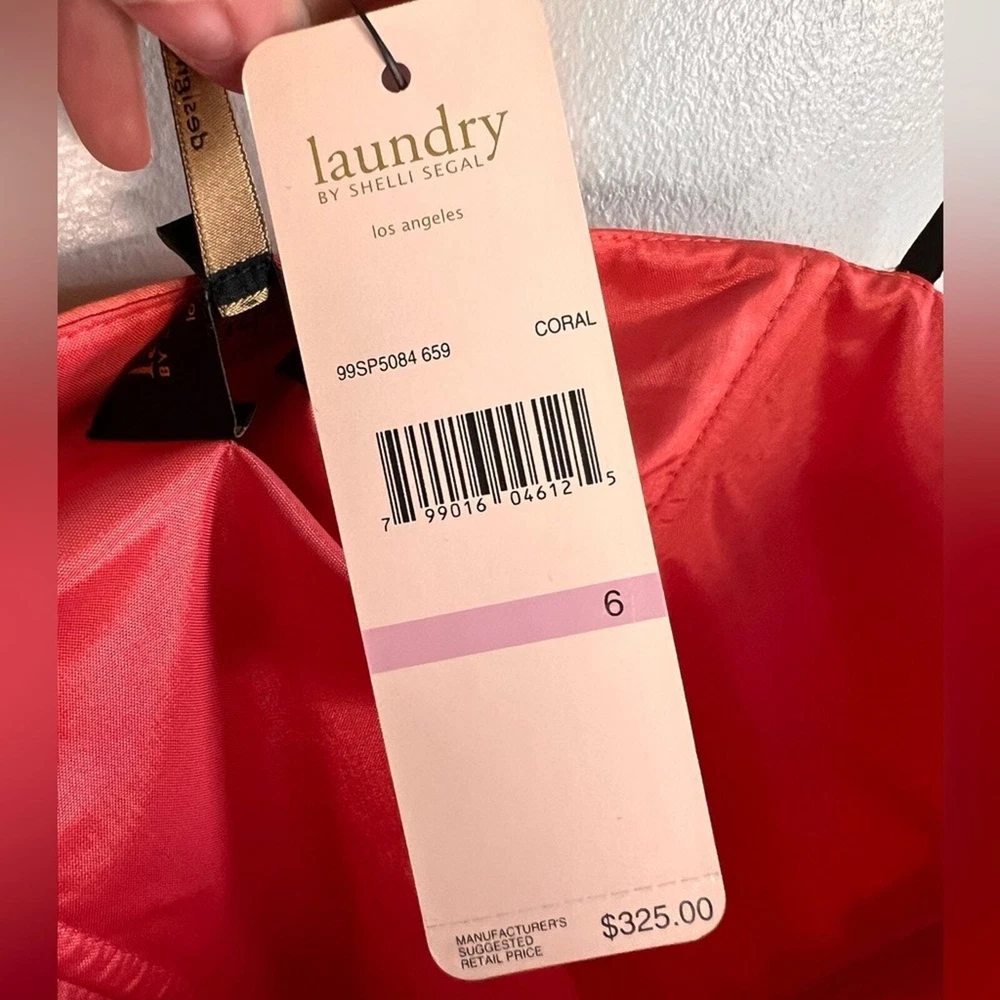 laundry
BY SHELLI SEGAL
los angeles
CORAL
99SP5084 659
7 99016 04612 5
6
MANUFACTURER'S
SUGGESTED
RETAIL PRICE
$325.00